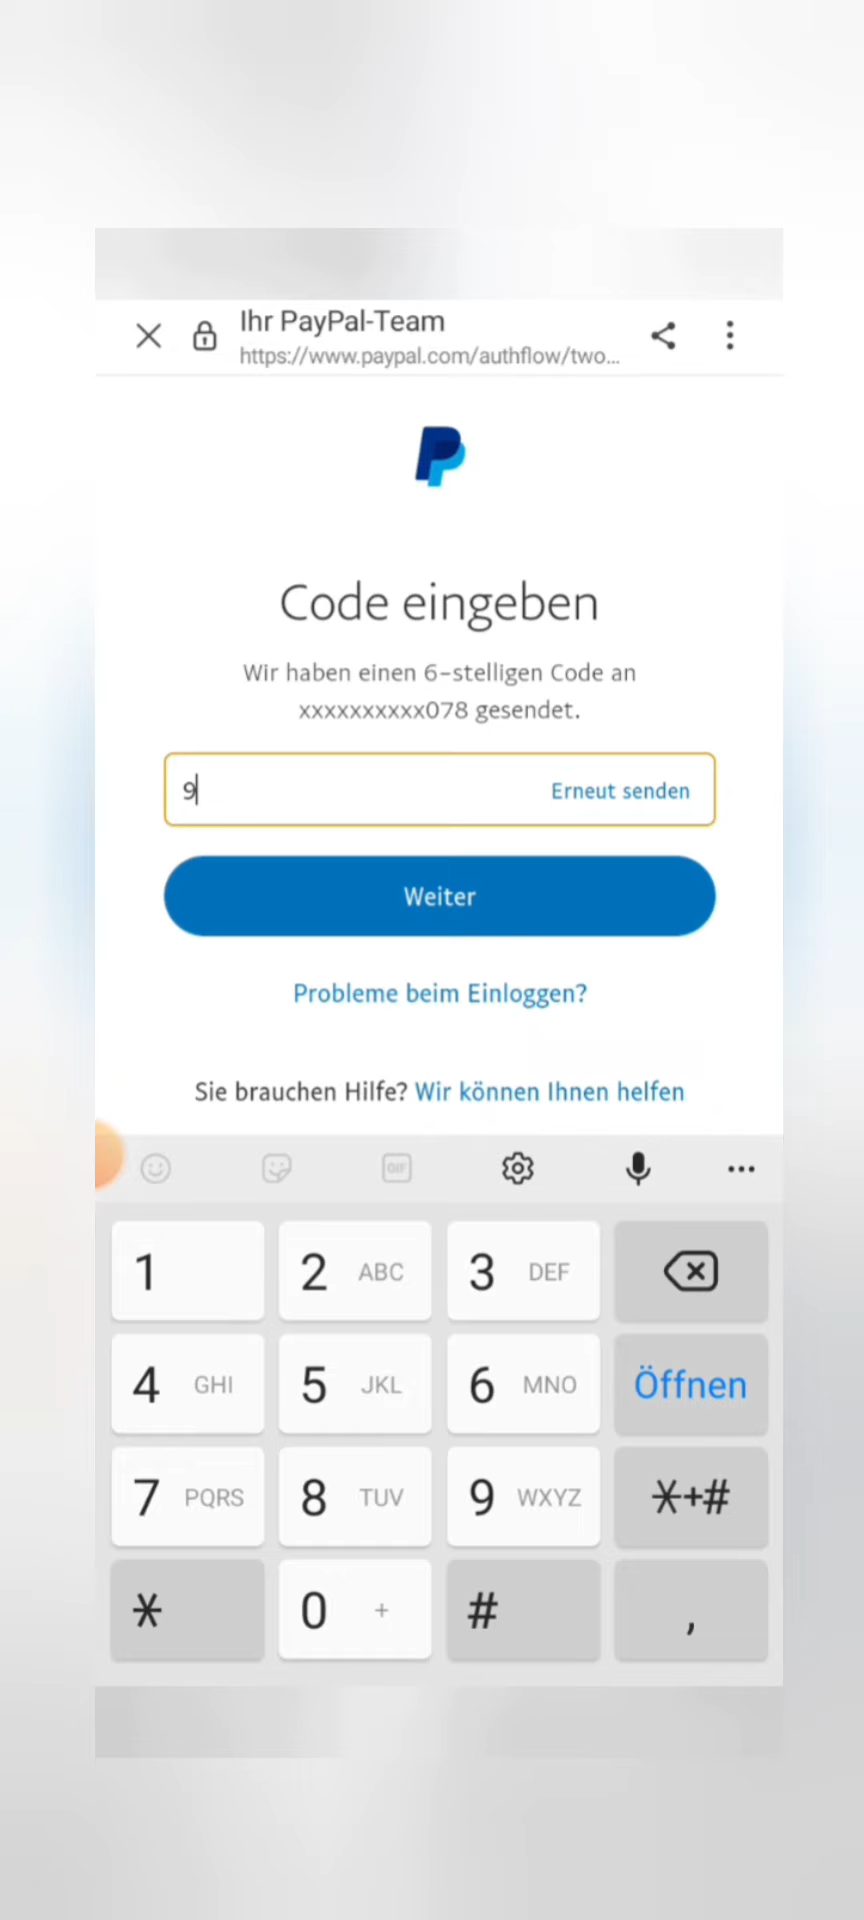 Ihr PayPal-Team
https://www.paypal.com/authflow/two...
Code eingeben
Wir haben einen 6-stelligen Code an
xxxxxxxxxx078 gesendet.
9 Erneut senden
Weiter
Probleme beim Einloggen?
Sie brauchen Hilfe? Wir können Ihnen helfen
GIF
1 2 ABC 3 DEF
4 GHI 5 JKL 6 MNO Öffnen
7 PQRS 8 TUV 9 WXYZ *+#
* 0 + # ,